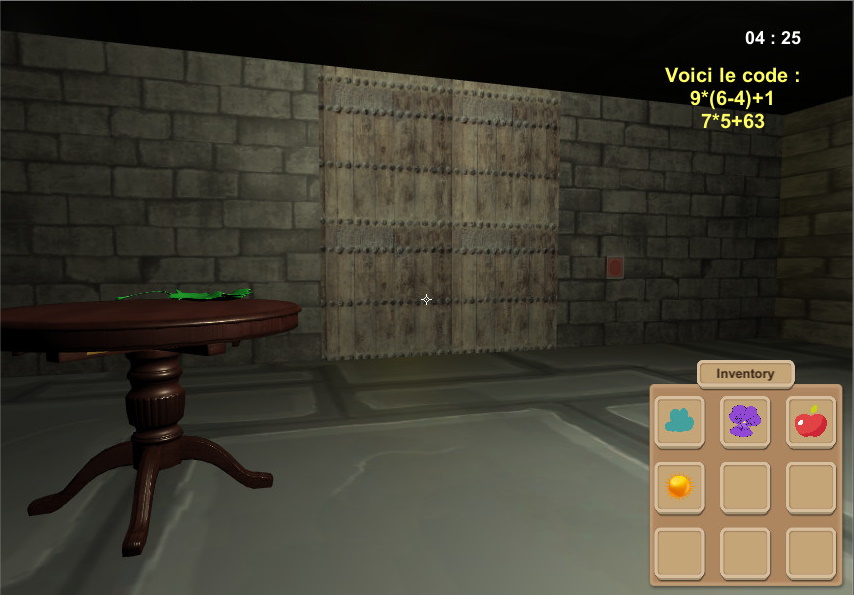 04 : 25
Voici le code :
9*(6-4)+1
7*5+63
Inventory